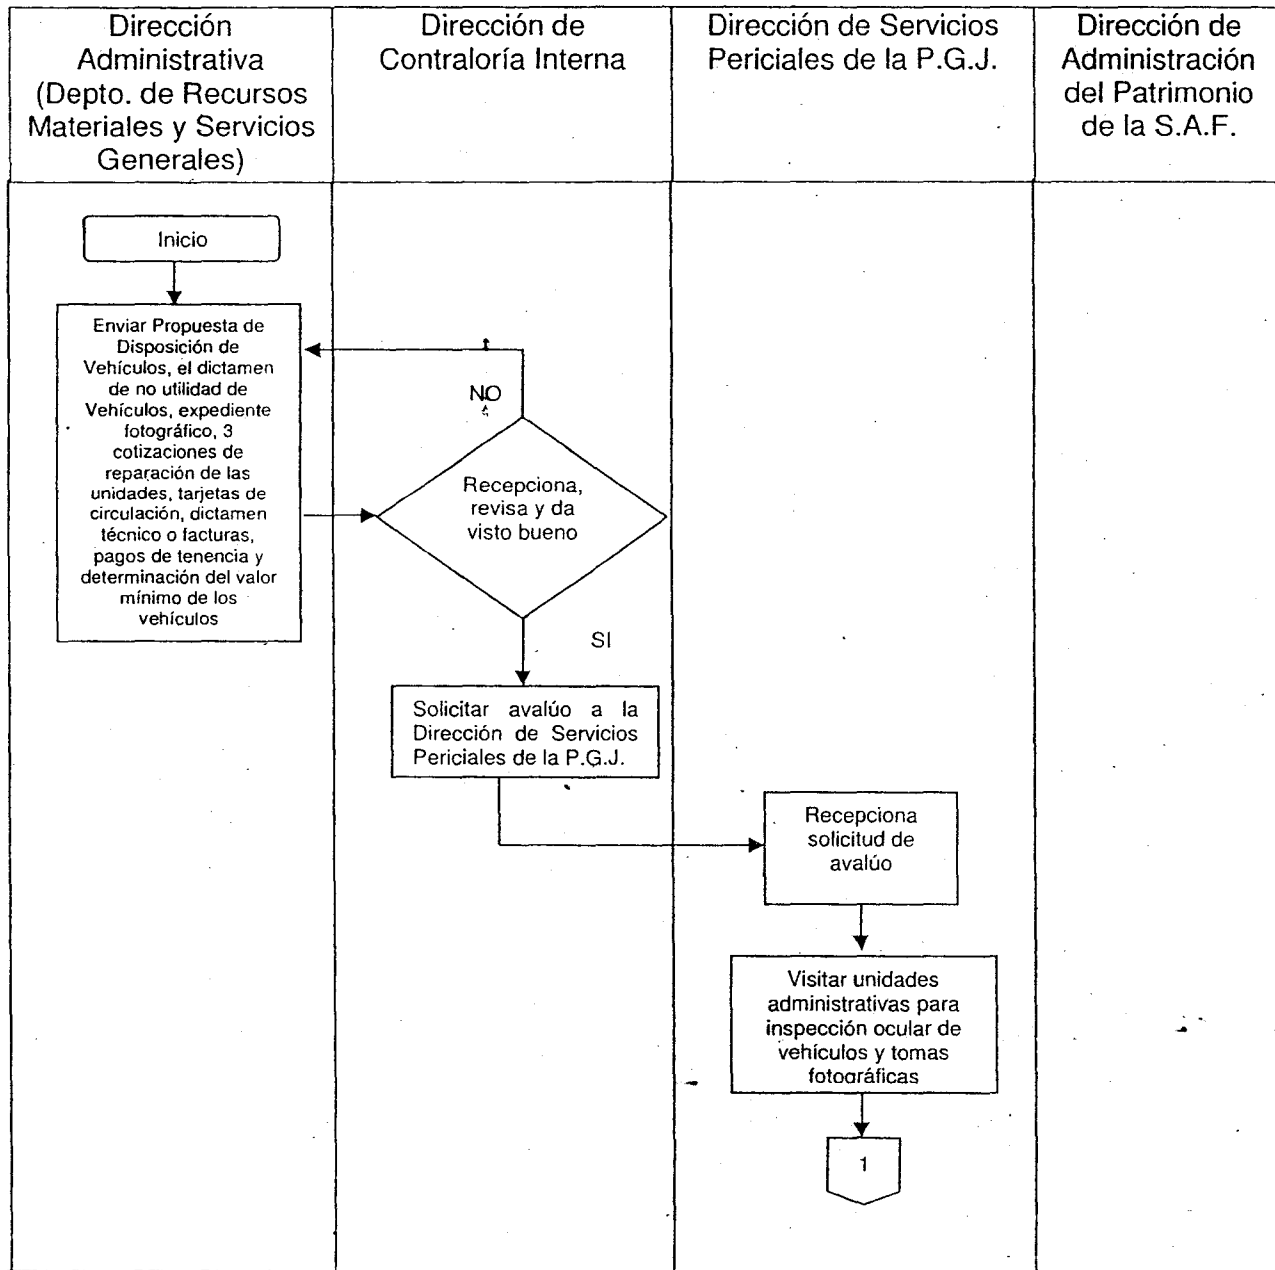 Dirección
Administrativa
(Depto. de Recursos
Materiales y Servicios
Generales)
Dirección de
Contraloría Interna
Dirección de Servicios
Periciales de la P.G.J.
Dirección de
Administración
del Patrimonio
de la S.A.F.
Inicio
Enviar Propuesta de
Disposición de
Vehículos, el dictamen
de no utilidad de
Vehículos, expediente
fotográfico, 3
cotizaciones de
reparación de las
unidades, tarjetas de
circulación, dictamen
técnico o facturas,
pagos de tenencia y
determinación del valor
mínimo de los
vehículos
NO
Recepciona,
revisa y da
visto bueno
SI
Solicitar avalúo a la
Dirección de Servicios
Periciales de la P.G.J.
Recepciona
solicitud de
avalúo
Visitar unidades
administrativas para
inspección ocular de
vehículos y tomas
fotográficas
1